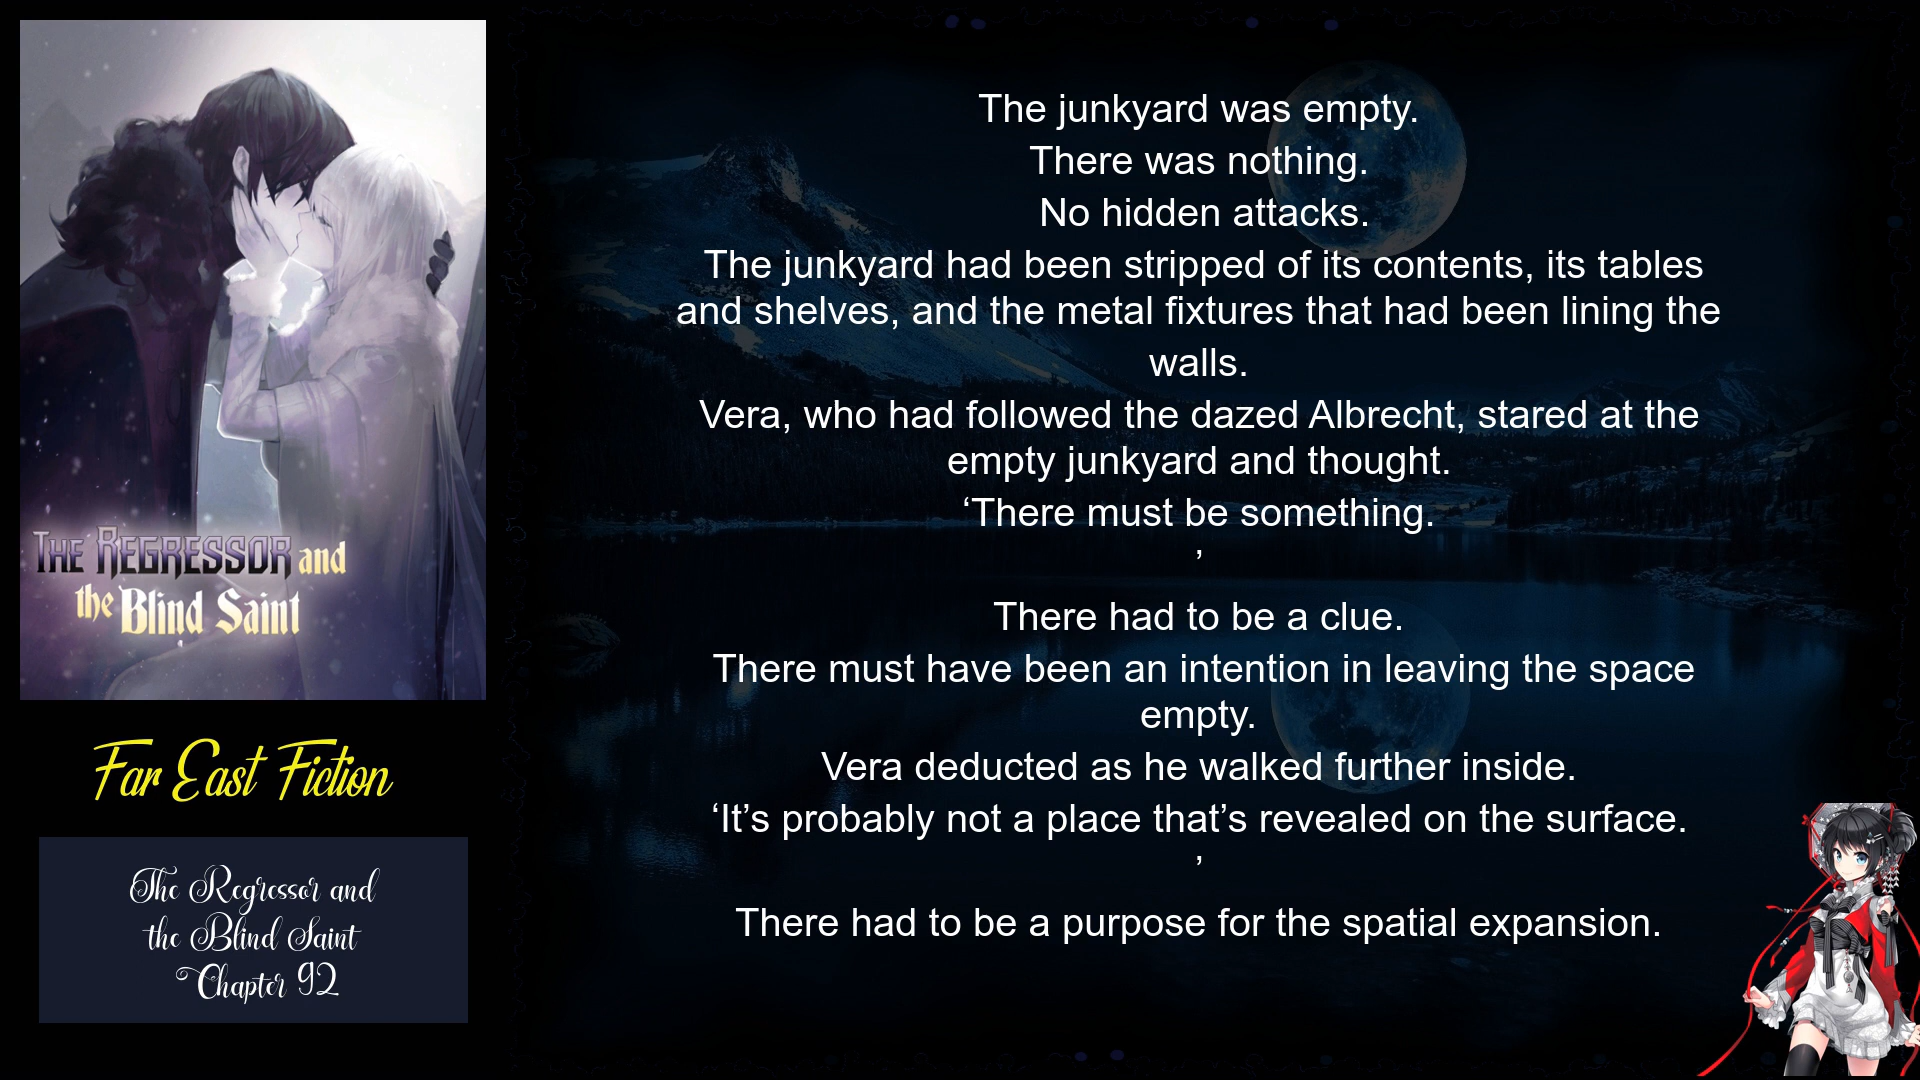 THE REGRESSOR and
the Blind Saint
Far East Fiction
The Regressor and
the Blind Saint
Chapter 92
The junkyard was empty.
There was nothing.
No hidden attacks.
The junkyard had been stripped of its contents, its tables
and shelves, and the metal fixtures that had been lining the
walls.
Vera, who had followed the dazed Albrecht, stared at the
empty junkyard and thought.
‘There must be something.
’
There had to be a clue.
There must have been an intention in leaving the space
empty.
Vera deducted as he walked further inside.
‘It’s probably not a place that’s revealed on the surface.
’
There had to be a purpose for the spatial expansion.